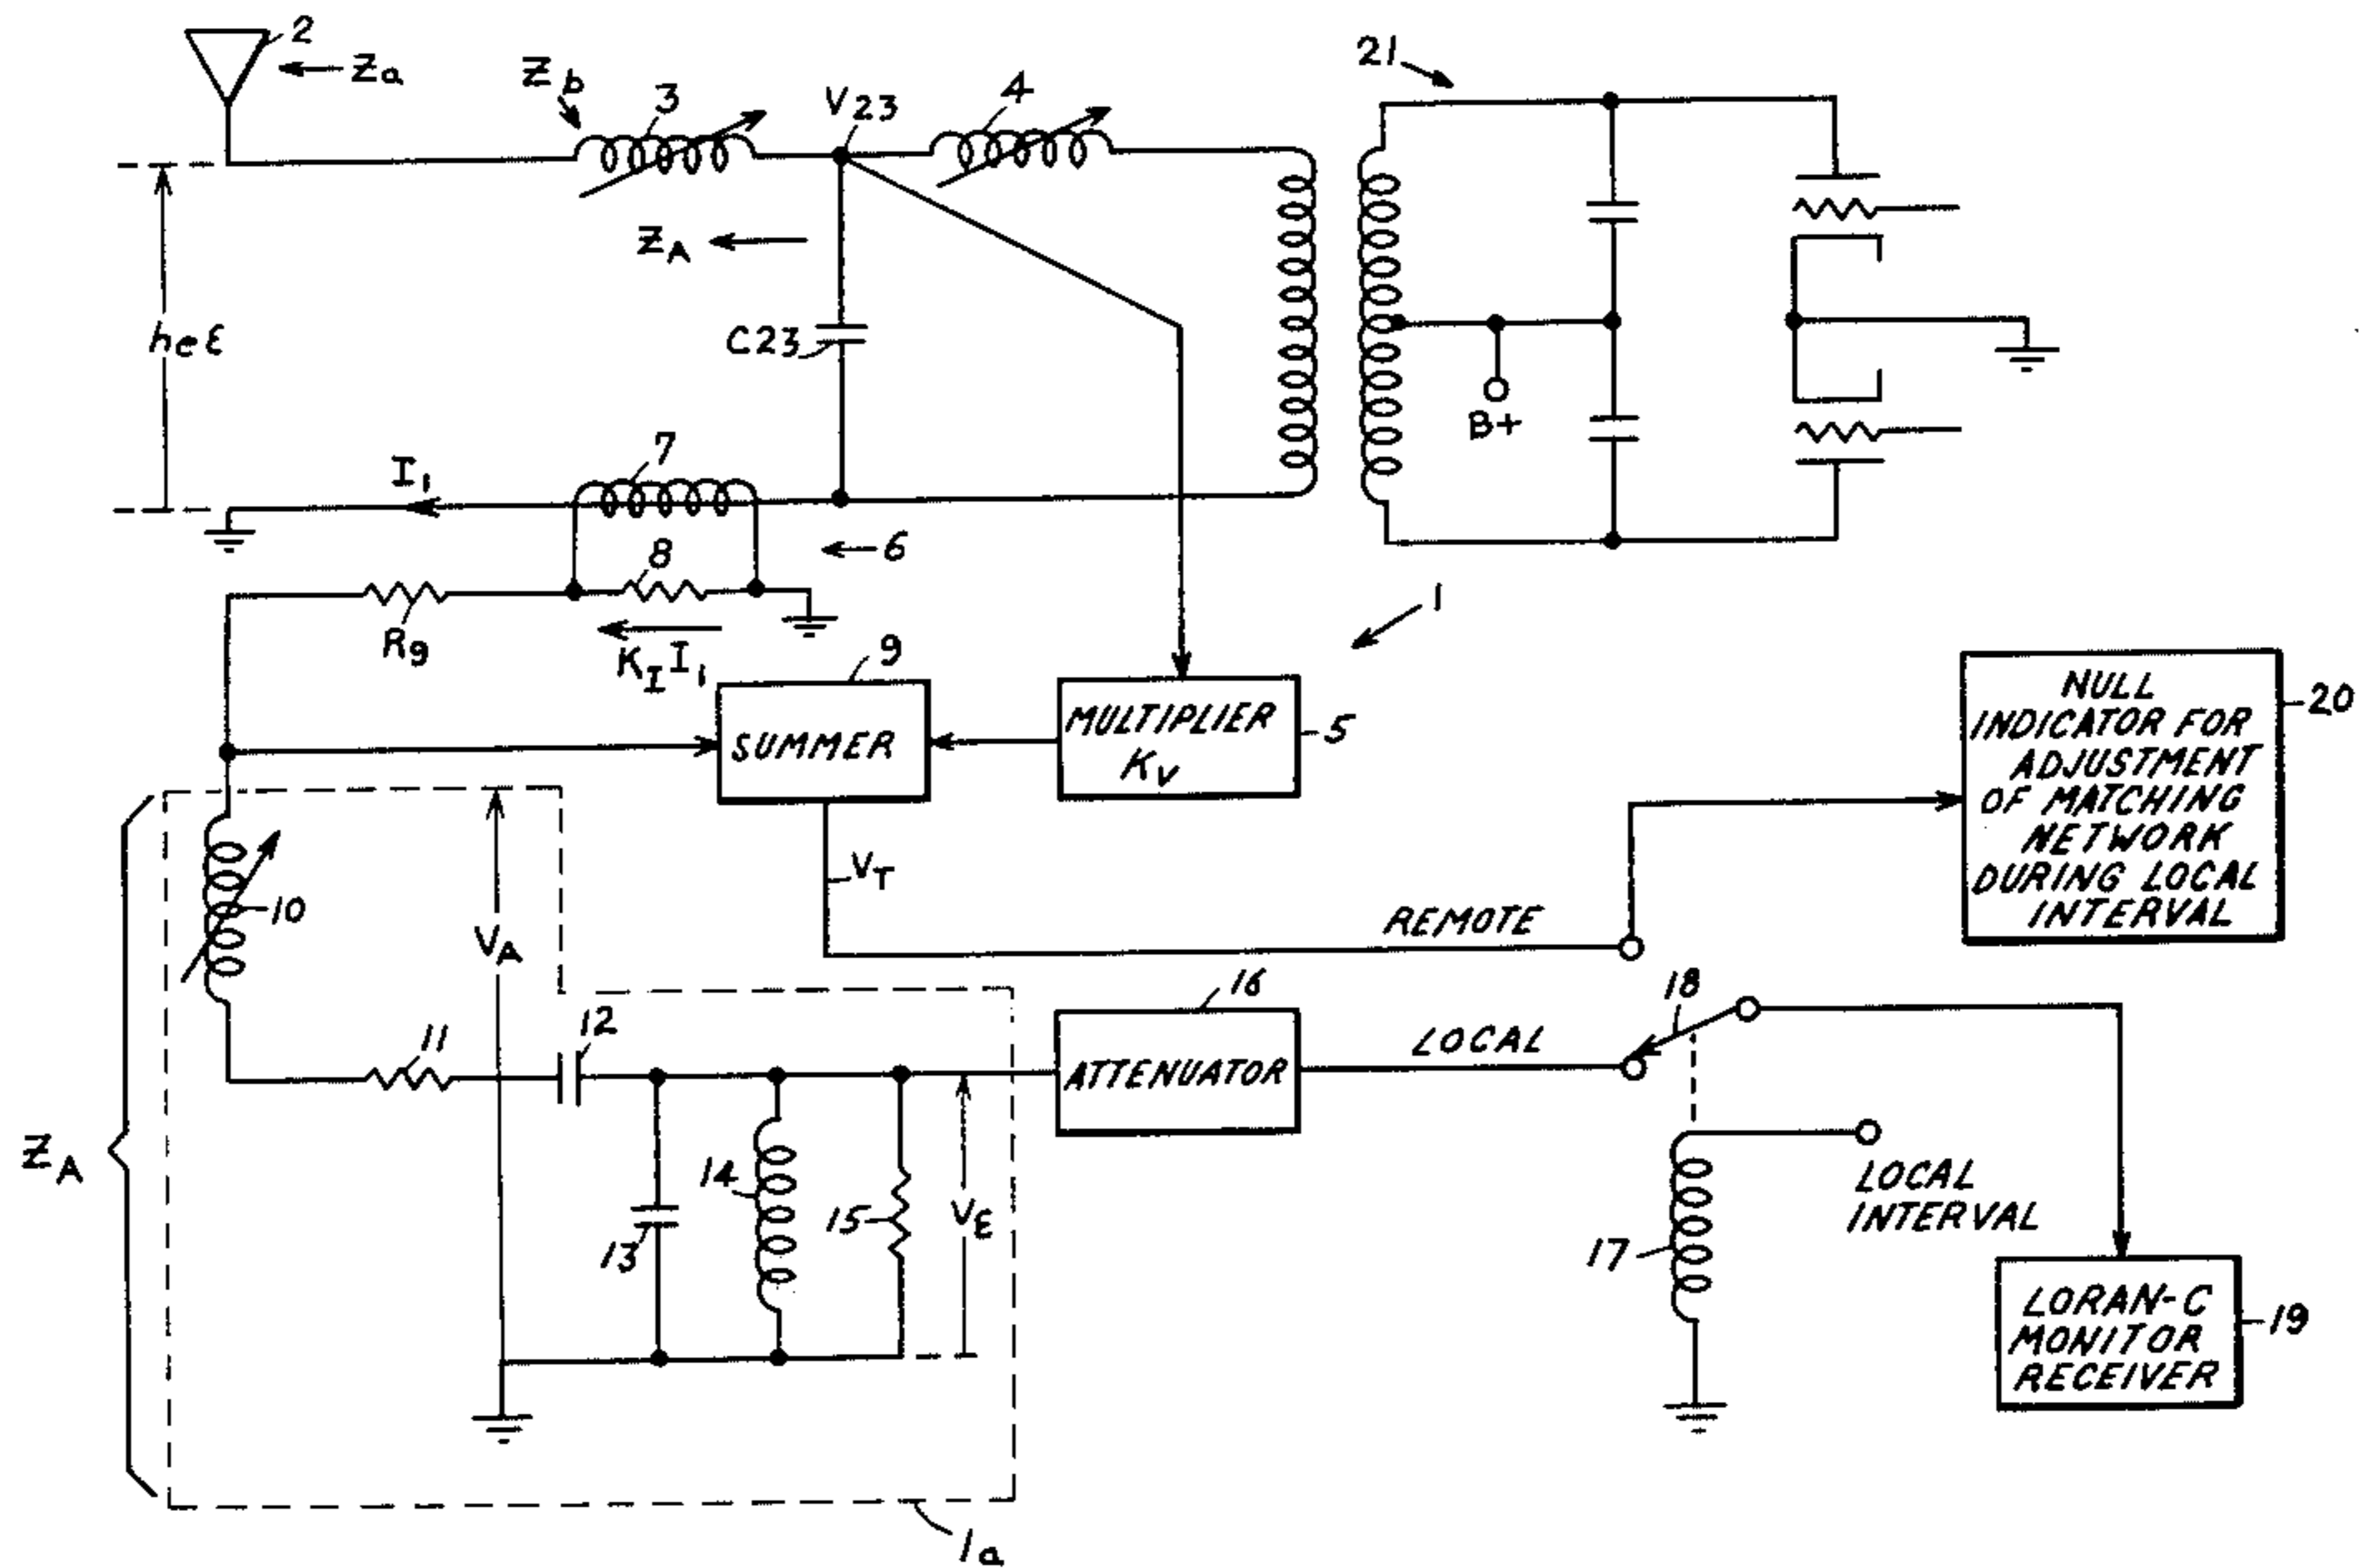 2
Za
Zb
3
V23
4
21
ZA
heε
C23
B+
I1
7
6
8
R9
KI I1
1
9
SUMMER
MULTIPLIER
KV
5
NULL
INDICATOR FOR
ADJUSTMENT
OF MATCHING
NETWORK
DURING LOCAL
INTERVAL
20
VT
REMOTE
10
VA
16
18
11
12
ATTENUATOR
LOCAL
ZA
14
13
15
VE
LOCAL
INTERVAL
17
LORAN-C
MONITOR
RECEIVER
19
1a